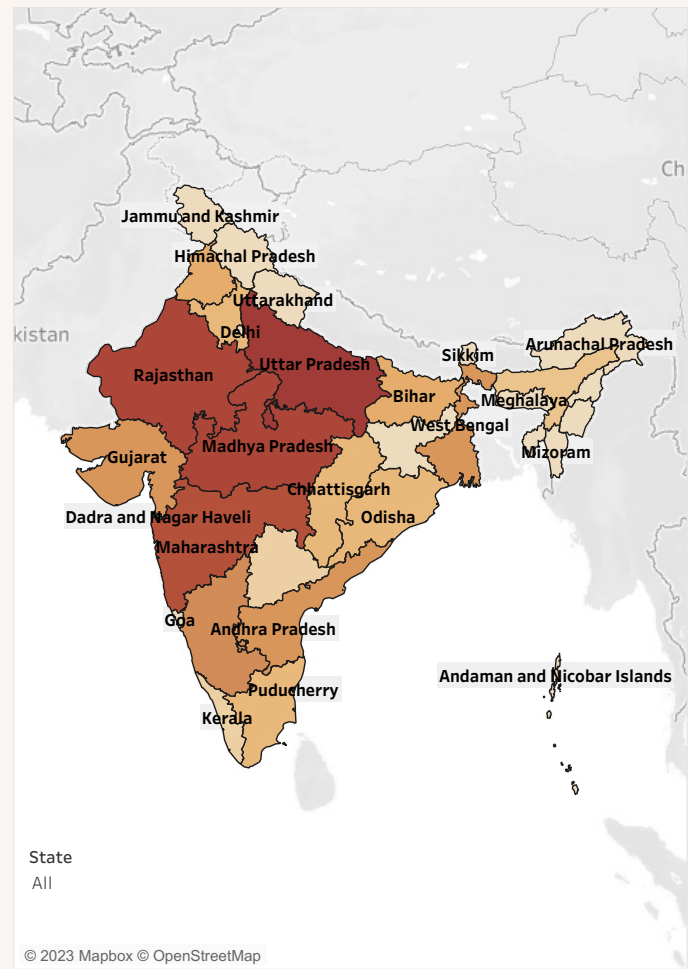 Ch
Jammu and Kashmir
Himachal Pradesh
Uttarakhand
kistan
Delhi
Arunachal Pradesh
Sikkim
Uttar Pradesh
Rajasthan
Bihar
Meghalaya
West Bengal
Madhya Pradesh
Mizoram
Gujarat
Chhattisgarh
Dadra and Nagar Haveli
Odisha
Maharashtra
Goa
Andhra Pradesh
Andaman and Nicobar Islands
Puducherry
Kerala
State
All
© 2023 Mapbox © OpenStreetMap